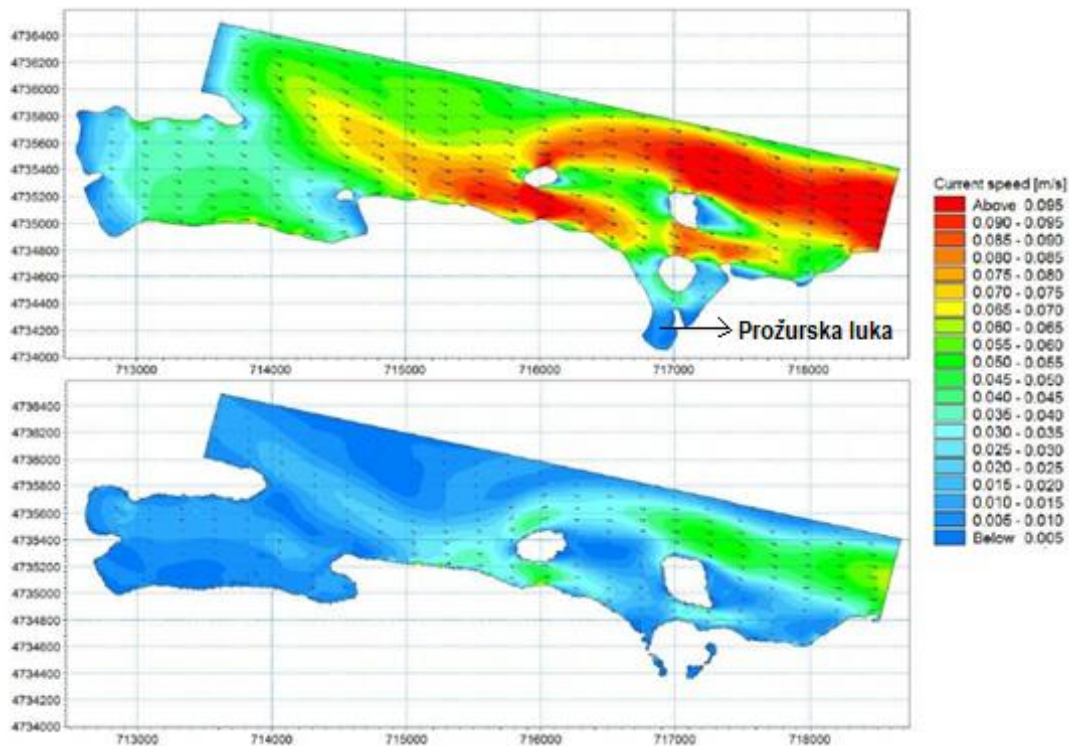 4736400
4736200
4736000
4735800
4735600
4735400
4735200
4735000
4734800
4734600
4734400
4734200
4734000
Prožurska luka
713000 714000 715000 716000 717000 718000
Current speed [m/s]
Above 0.095
0.090 - 0.095
0.085 - 0.090
0.080 - 0.085
0.075 - 0.080
0.070 - 0.075
0.065 - 0.070
0.060 - 0.065
0.055 - 0.060
0.050 - 0.055
0.045 - 0.050
0.040 - 0.045
0.035 - 0.040
0.030 - 0.035
0.025 - 0.030
0.020 - 0.025
0.015 - 0.020
0.010 - 0.015
0.005 - 0.010
Below 0.005
4736400
4736200
4736000
4735800
4735600
4735400
4735200
4735000
4734800
4734600
4734400
4734200
4734000
713000 714000 715000 716000 717000 718000